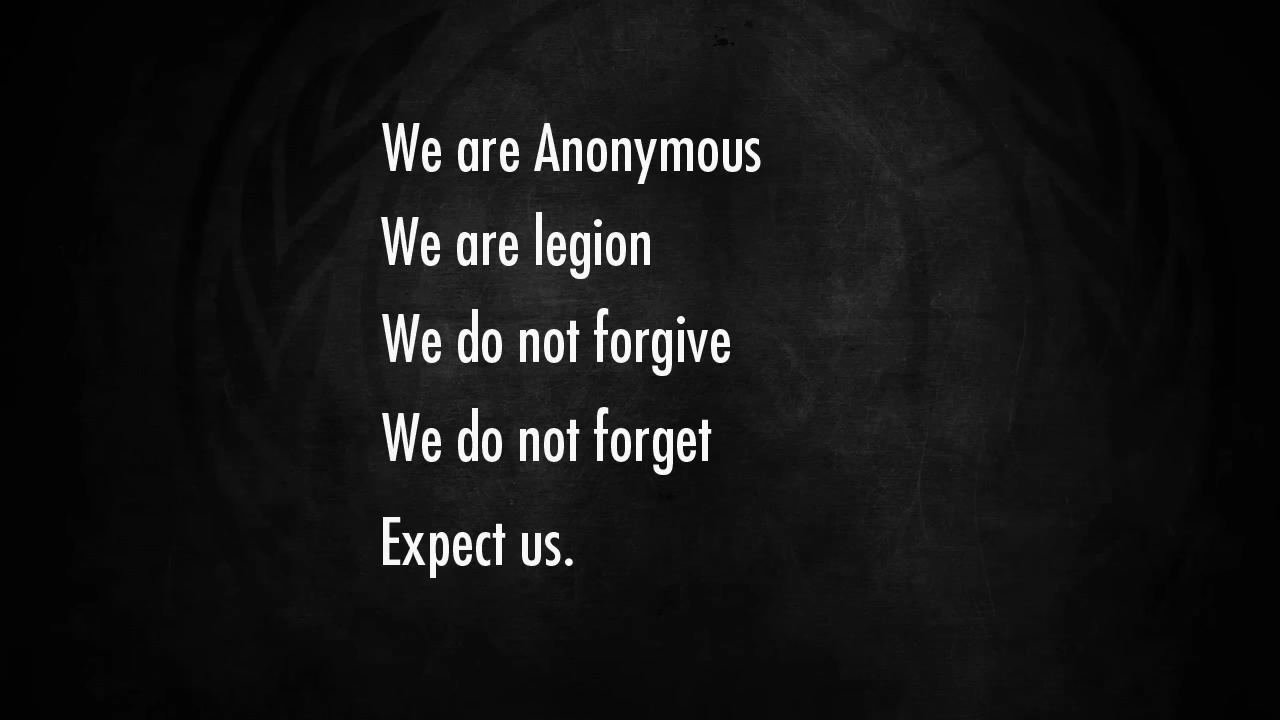 We are Anonymous
We are legion
We do not forgive
We do not forget
Expect us.